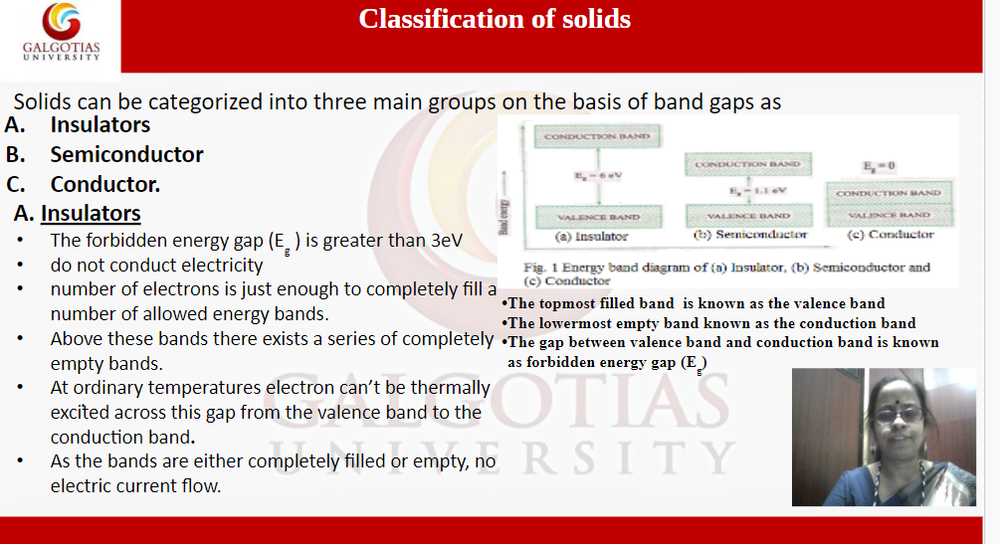 Classification of solids
GALGOTIAS
UNIVERSITY
Solids can be categorized into three main groups on the basis of band gaps as
A. Insulators
B. Semiconductor
C. Conductor.
A. Insulators
• The forbidden energy gap (Eg ) is greater than 3eV
• do not conduct electricity
• number of electrons is just enough to completely fill a
number of allowed energy bands.
• Above these bands there exists a series of completely
empty bands.
• At ordinary temperatures electron can’t be thermally
excited across this gap from the valence band to the
conduction band.
• As the bands are either completely filled or empty, no
electric current flow.
Band energy
CONDUCTION BAND
Eg – 6 eV
VALENCE BAND
(a) Insulator
CONDUCTION BAND
Eg – 1.1 eV
VALENCE BAND
(b) Semiconductor
Eg = 0
CONDUCTION BAND
VALENCE BAND
(c) Conductor
Fig. 1 Energy band diagram of (a) Insulator, (b) Semiconductor and
(c) Conductor
•The topmost filled band is known as the valence band
•The lowermost empty band known as the conduction band
•The gap between valence band and conduction band is known
as forbidden energy gap (Eg)
GALGOTIAS
UNIVERSITY